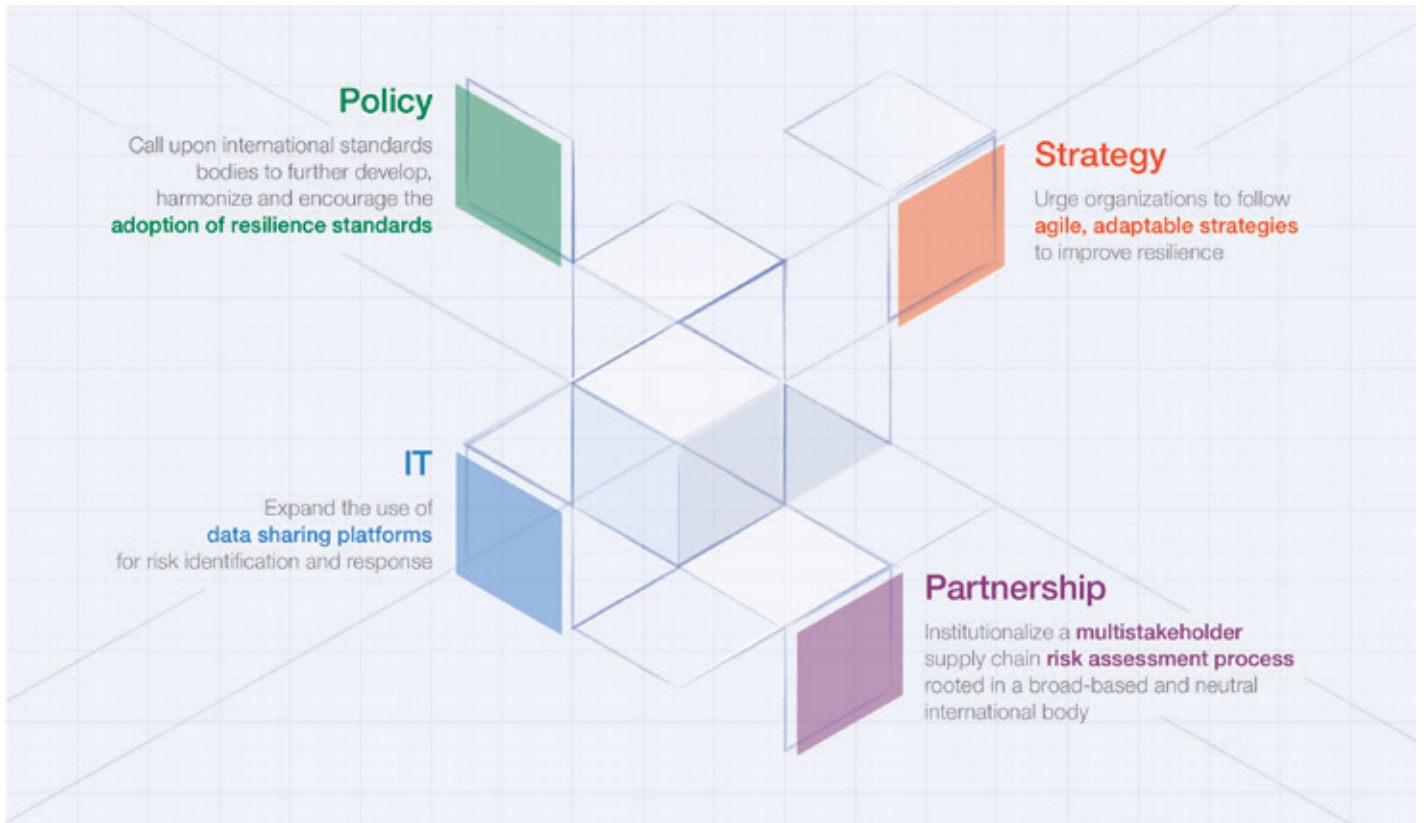 Policy
Call upon international standards
bodies to further develop,
harmonize and encourage the
adoption of resilience standards
Strategy
Urge organizations to follow
agile, adaptable strategies
to improve resilience
IT
Expand the use of
data sharing platforms
for risk identification and response
Partnership
Institutionalize a multistakeholder
supply chain risk assessment process
rooted in a broad-based and neutral
international body